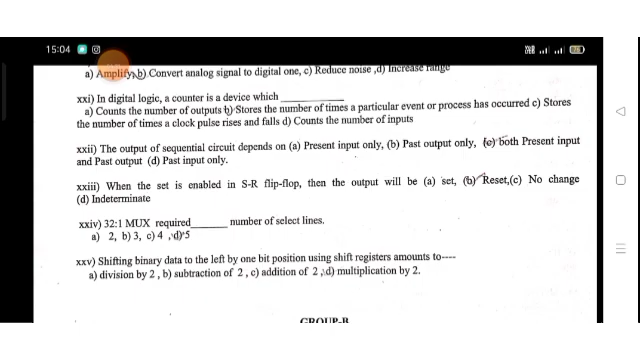 15:04
a) Amplify, b) Convert analog signal to digital one, c) Reduce noise ,d) Increase range
xxi) In digital logic, a counter is a device which __________
a) Counts the number of outputs b) Stores the number of times a particular event or process has occurred c) Stores
the number of times a clock pulse rises and falls d) Counts the number of inputs
xxii) The output of sequential circuit depends on (a) Present input only, (b) Past output only, (c) both Present input
and Past output (d) Past input only.
xxiii) When the set is enabled in S-R flip-flop, then the output will be (a) set, (b) Reset,(c) No change
(d) Indeterminate
xxiv) 32:1 MUX required______ number of select lines.
a) 2, b) 3, c) 4 , d) 5
xxv) Shifting binary data to the left by one bit position using shift registers amounts to----
a) division by 2 , b) subtraction of 2 , c) addition of 2 , d) multiplication by 2.
GROUP-B